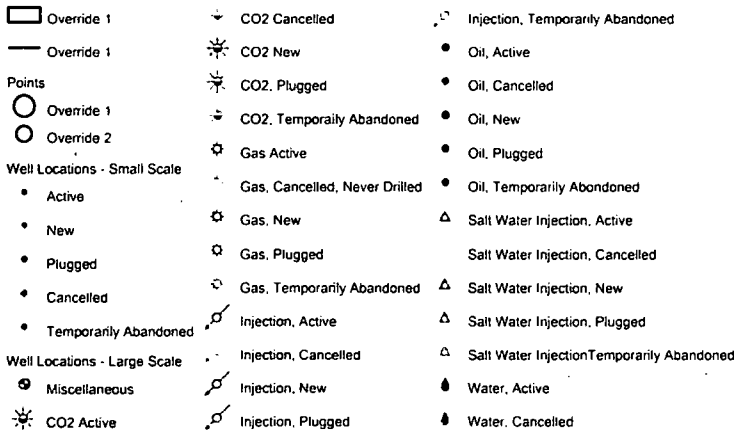 Override 1
Override 1
Points
Override 1
Override 2
Well Locations - Small Scale
Active
New
Plugged
Cancelled
Temporarily Abandoned
Well Locations - Large Scale
Miscellaneous
CO2 Active
CO2 Cancelled
CO2 New
CO2, Plugged
CO2, Temporarily Abandoned
Gas Active
Gas, Cancelled, Never Drilled
Gas, New
Gas, Plugged
Gas, Temporarily Abandoned
Injection, Active
Injection, Cancelled
Injection, New
Injection, Plugged
Injection, Temporarily Abandoned
Oil, Active
Oil, Cancelled
Oil, New
Oil, Plugged
Oil, Temporarily Abondoned
Salt Water Injection, Active
Salt Water Injection, Cancelled
Salt Water Injection, New
Salt Water Injection, Plugged
Salt Water InjectionTemporarily Abandoned
Water, Active
Water, Cancelled